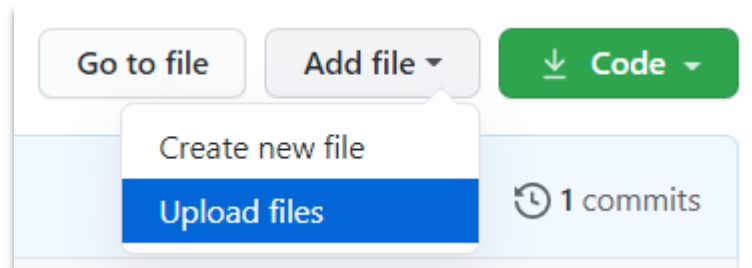 Go to file Add file Code
Create new file
Upload files
1 commits